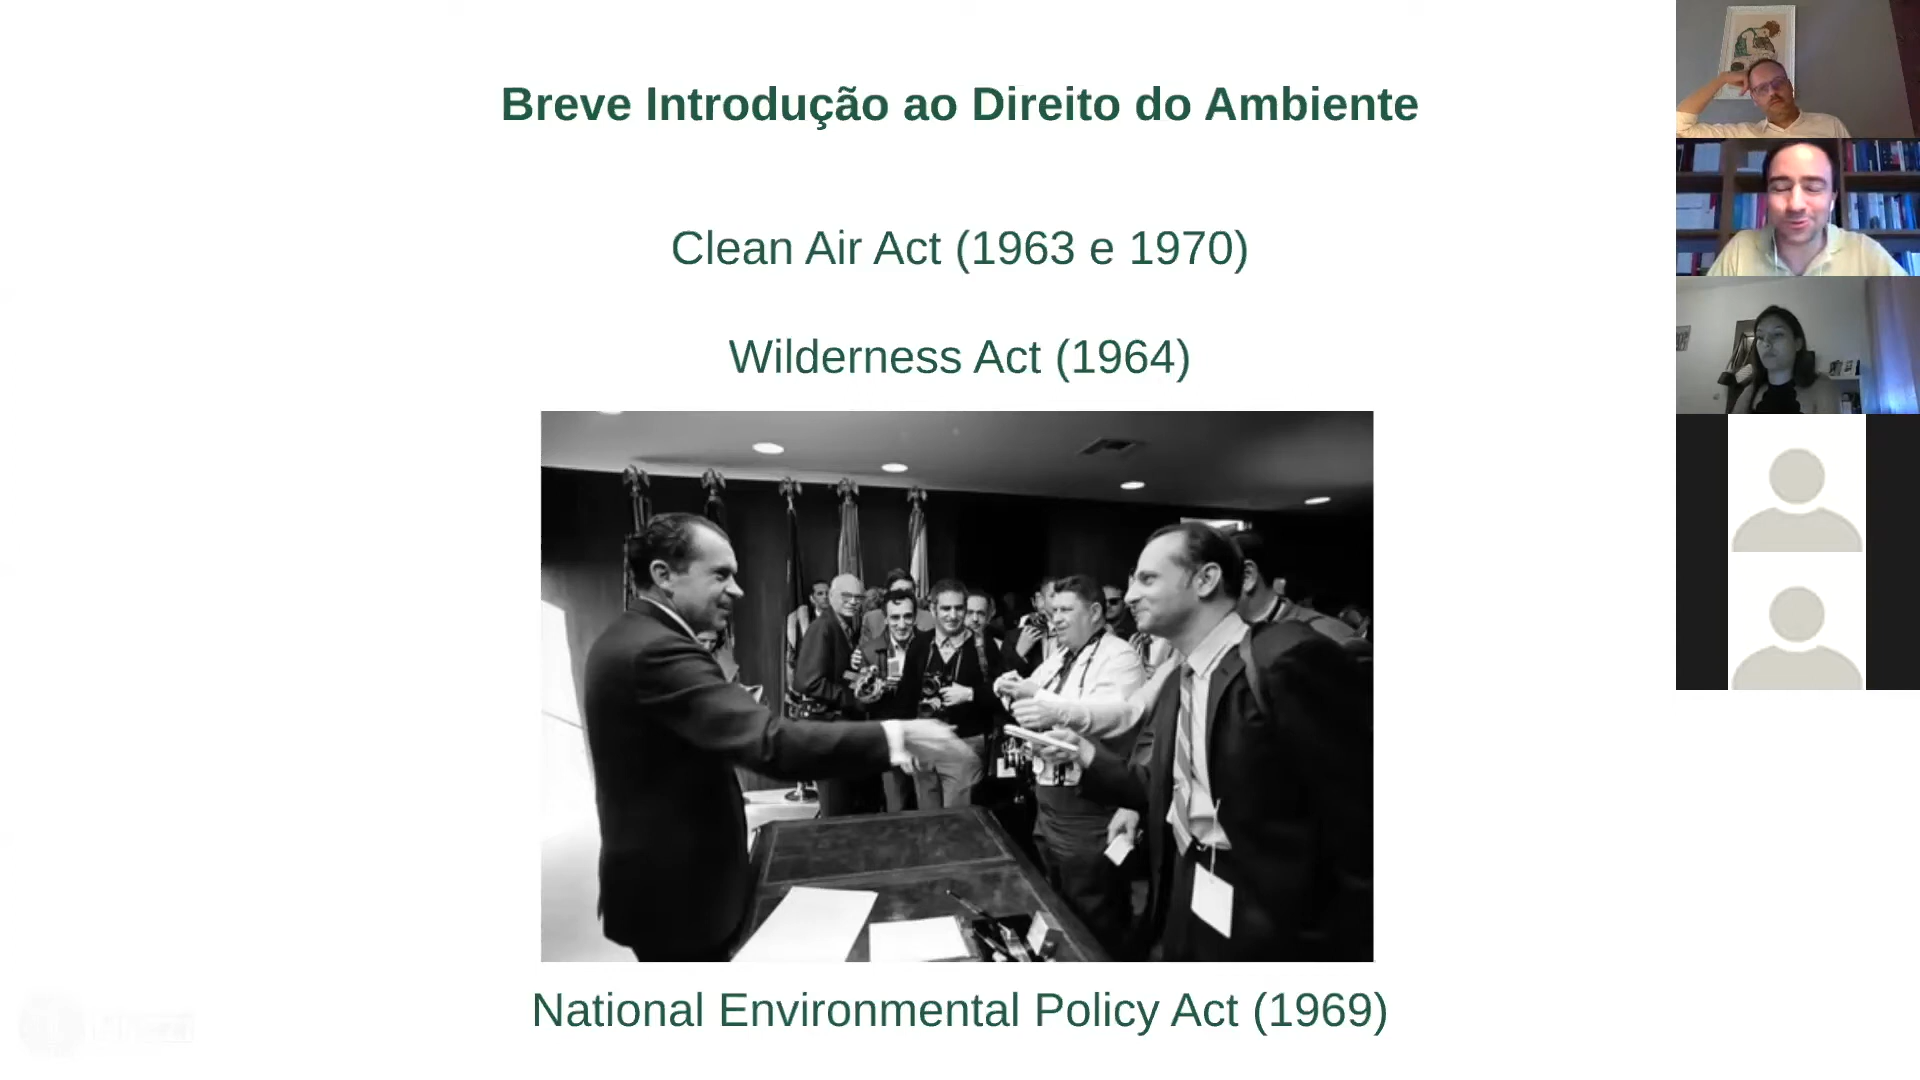 Breve Introdução ao Direito do Ambiente
Clean Air Act (1963 e 1970)
Wilderness Act (1964)
National Environmental Policy Act (1969)